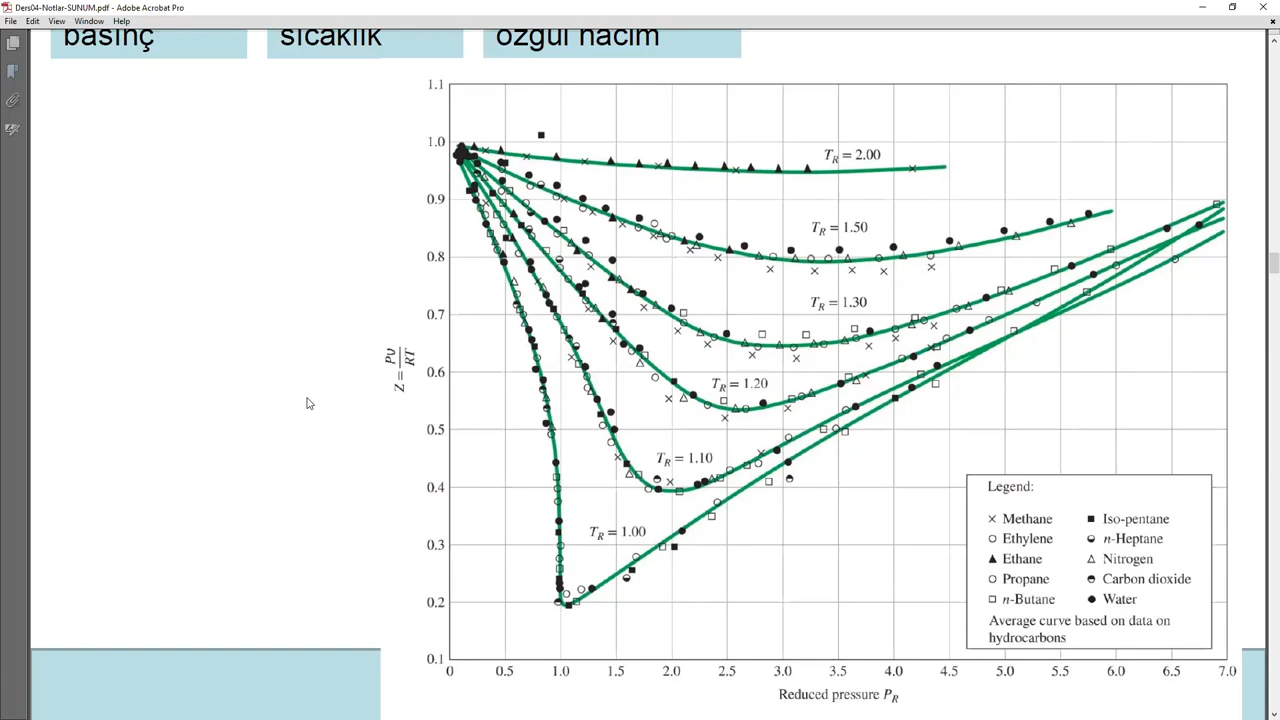 Ders04-Notlar-SUNUM.pdf - Adobe Acrobat Pro
File Edit View Window Help
basınç sıcaklık özgül hacim
1.1
1.0
0.9
0.8
0.7
0.6
0.5
0.4
0.3
0.2
0.1
Z = Pυ/RT
T_R = 2.00
T_R = 1.50
T_R = 1.30
T_R = 1.20
T_R = 1.10
T_R = 1.00
Legend:
× Methane ■ Iso-pentane
○ Ethylene n-Heptane
▲ Ethane △ Nitrogen
○ Propane Carbon dioxide
□ n-Butane ● Water
Average curve based on data on
hydrocarbons
0 0.5 1.0 1.5 2.0 2.5 3.0 3.5 4.0 4.5 5.0 5.5 6.0 6.5 7.0
Reduced pressure P_R